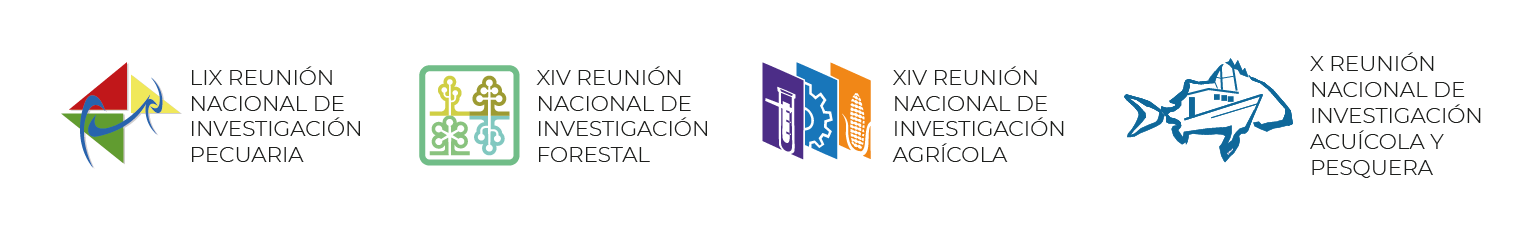 LIX REUNIÓN
NACIONAL DE
INVESTIGACIÓN
PECUARIA
XIV REUNIÓN
NACIONAL DE
INVESTIGACIÓN
FORESTAL
XIV REUNIÓN
NACIONAL DE
INVESTIGACIÓN
AGRÍCOLA
X REUNIÓN
NACIONAL DE
INVESTIGACIÓN
ACUÍCOLA Y
PESQUERA